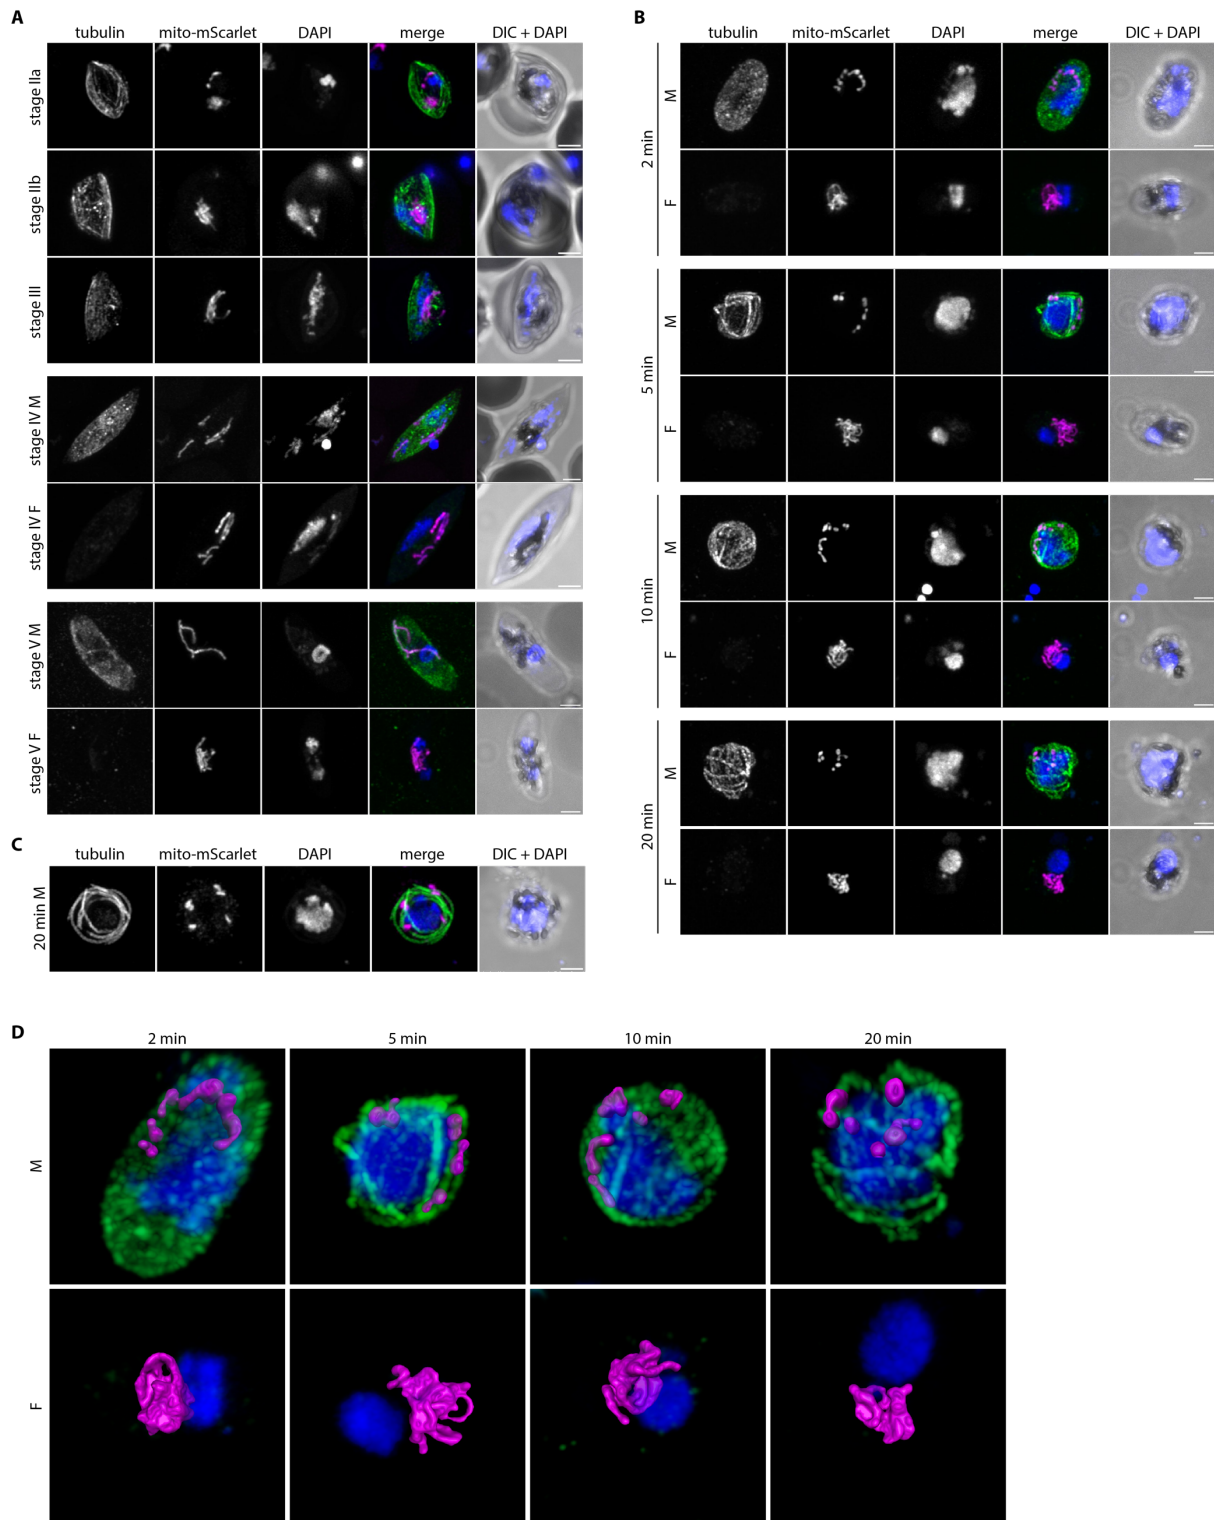 A
tubulin mito-mScarlet DAPI merge DIC + DAPI
stage IIa
stage IIb
stage III
stage IV M
stage IV F
stage V M
stage V F
B
tubulin mito-mScarlet DAPI merge DIC + DAPI
2 min
M
F
5 min
M
F
10 min
M
F
20 min
M
F
C
tubulin mito-mScarlet DAPI merge DIC + DAPI
20 min M
D
2 min 5 min 10 min 20 min
M
F